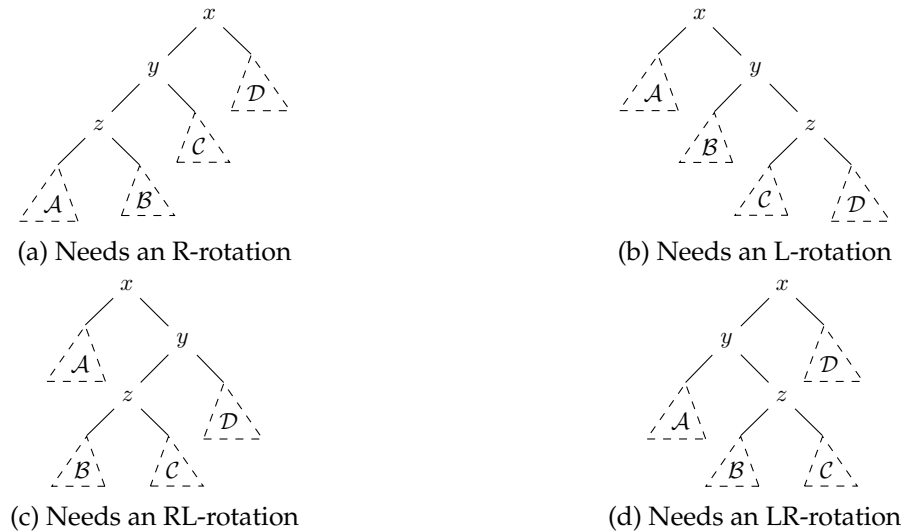 x x
y D A y
z C B z
A B C D
(a) Needs an R-rotation (b) Needs an L-rotation
x x
A y y D
z D A z
B C B C
(c) Needs an RL-rotation (d) Needs an LR-rotation